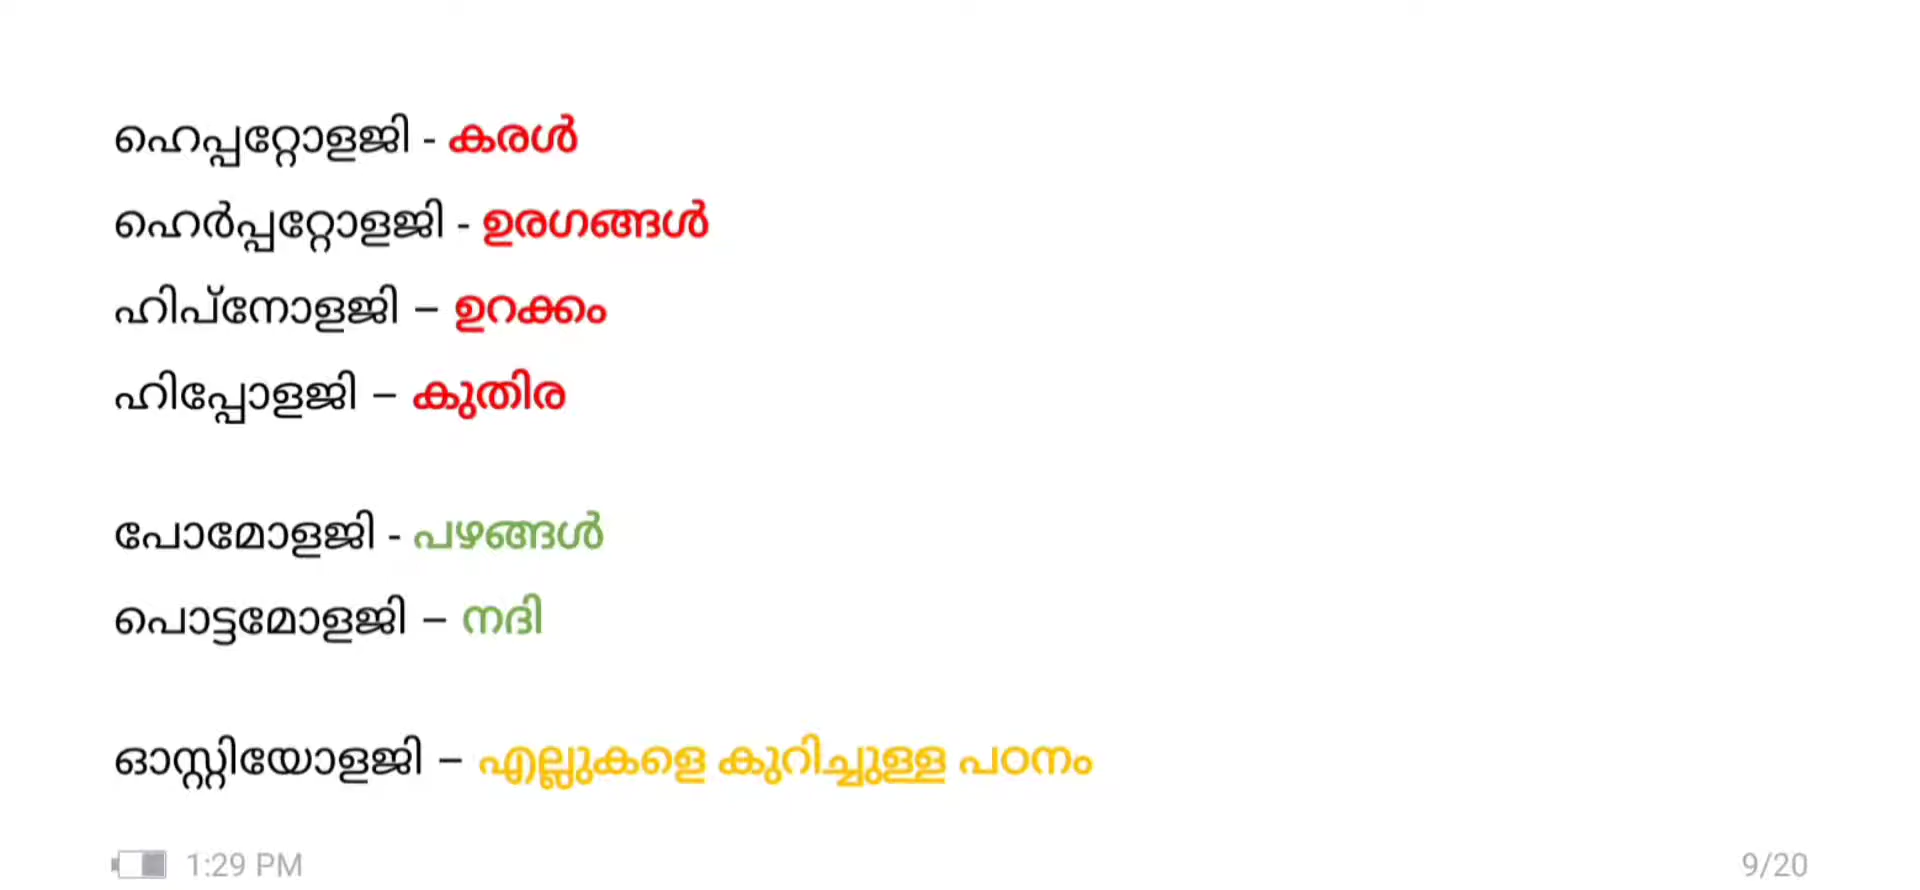 ഹെപ്പറ്റോളജി - കരൾ
ഹെർപ്പറ്റോളജി - ഉരഗങ്ങൾ
ഹിപ്നോളജി – ഉറക്കം
ഹിപ്പോളജി – കുതിര
പോമോളജി - പഴങ്ങൾ
പൊട്ടമോളജി – നദി
ഓസ്റ്റിയോളജി – എല്ലുകളെ കുറിച്ചുള്ള പഠനം
1:29 PM 9/20